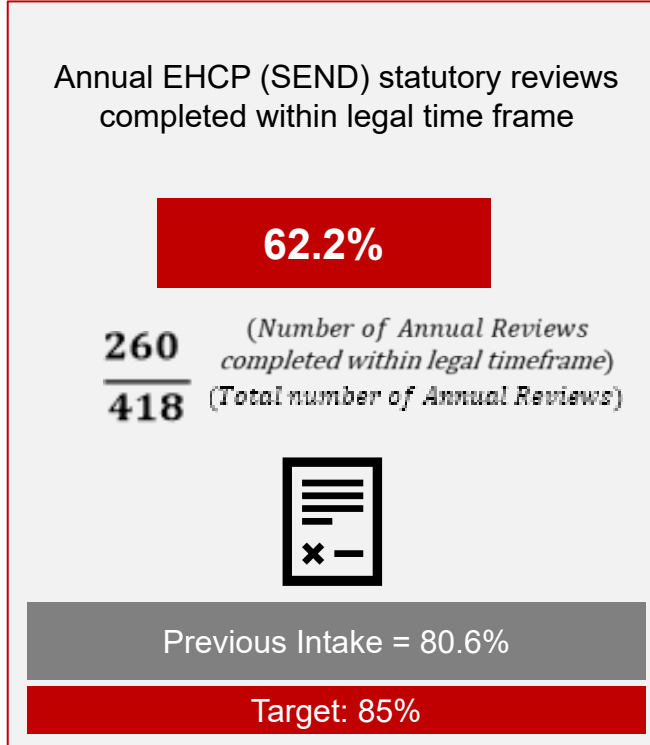 Annual EHCP (SEND) statutory reviews
completed within legal time frame
62.2%
260
418
(Number of Annual Reviews
completed within legal timeframe)
(Total number of Annual Reviews)
Previous Intake = 80.6%
Target: 85%